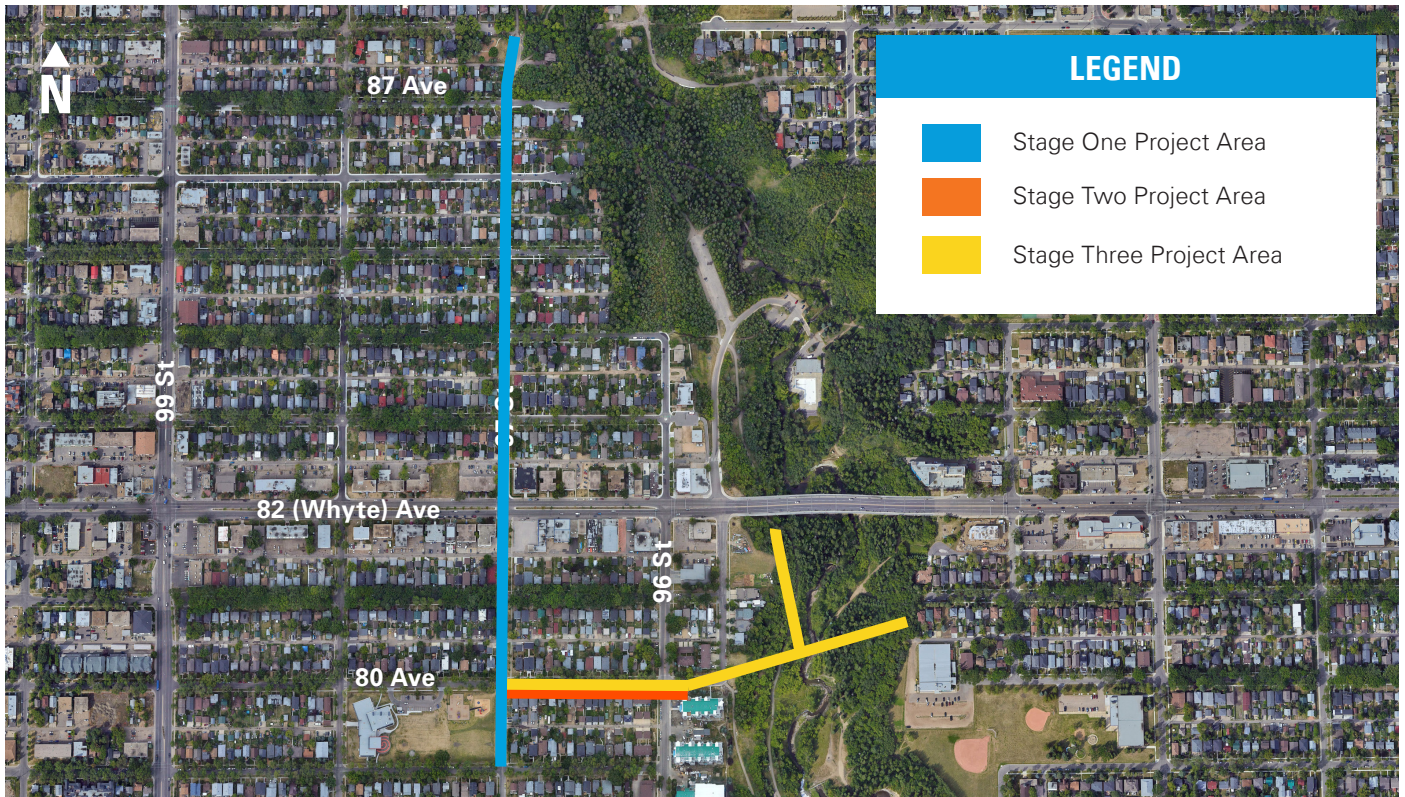 N
87 Ave
LEGEND
Stage One Project Area
Stage Two Project Area
Stage Three Project Area
99 St
82 (Whyte) Ave
96 St
80 Ave